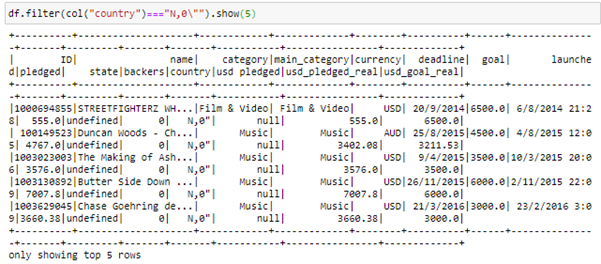 df.filter(col("country")==="N,0\"").show(5)
+----------+--------------------+------------+-------------+--------+----------+------+--------------
-+-------+---------+-------+-------+-----------+----------------+-------------+
|        ID|                name|    category|main_category|currency|  deadline|  goal|       launche
d|pledged|    state|backers|country|usd pledged|usd_pledged_real|usd_goal_real|
+----------+--------------------+------------+-------------+--------+----------+------+--------------
-+-------+---------+-------+-------+-----------+----------------+-------------+
|1000694855|STREETFIGHTERZ WH...|Film & Video| Film & Video|     USD| 20/9/2014|6500.0| 6/8/2014 21:2
8|  555.0|undefined|      0|   N,0"|       null|           555.0|       6500.0|
| 100149523|Duncan Woods - Ch...|       Music|        Music|     AUD| 25/8/2015|4500.0| 4/8/2015 12:0
5| 4767.0|undefined|      0|   N,0"|       null|         3402.08|      3211.53|
|1003023003|The Making of Ash...|       Music|        Music|     USD|  9/4/2015|3500.0|10/3/2015 20:0
6| 3576.0|undefined|      0|   N,0"|       null|          3576.0|       3500.0|
|1003130892|Butter Side Down ...|       Music|        Music|     USD|26/11/2015|6000.0|2/11/2015 22:0
9| 7007.8|undefined|      0|   N,0"|       null|          7007.8|       6000.0|
|1003629045|Chase Goehring de...|       Music|        Music|     USD| 21/3/2016|3000.0| 23/2/2016 3:0
9|3660.38|undefined|      0|   N,0"|       null|         3660.38|       3000.0|
+----------+--------------------+------------+-------------+--------+----------+------+--------------
-+-------+---------+-------+-------+-----------+----------------+-------------+
only showing top 5 rows